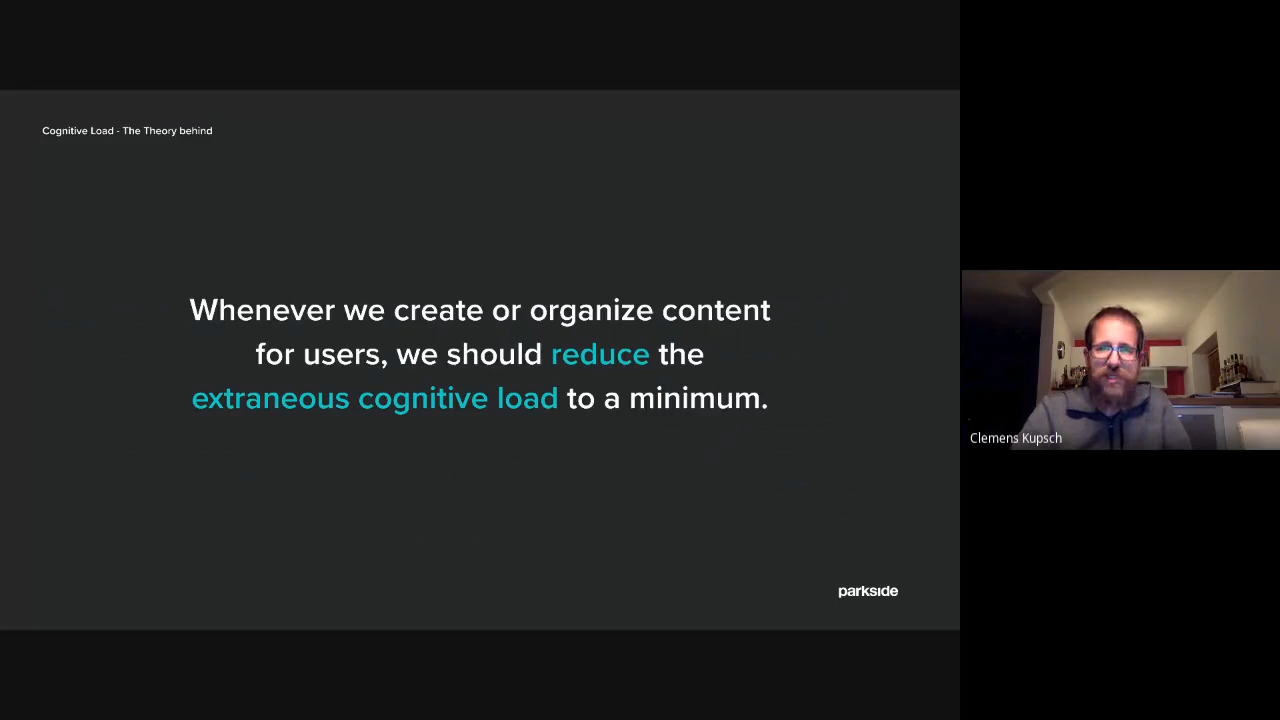 Cognitive Load - The Theory behind
Whenever we create or organize content
for users, we should reduce the
extraneous cognitive load to a minimum.
parkside
Clemens Kupsch